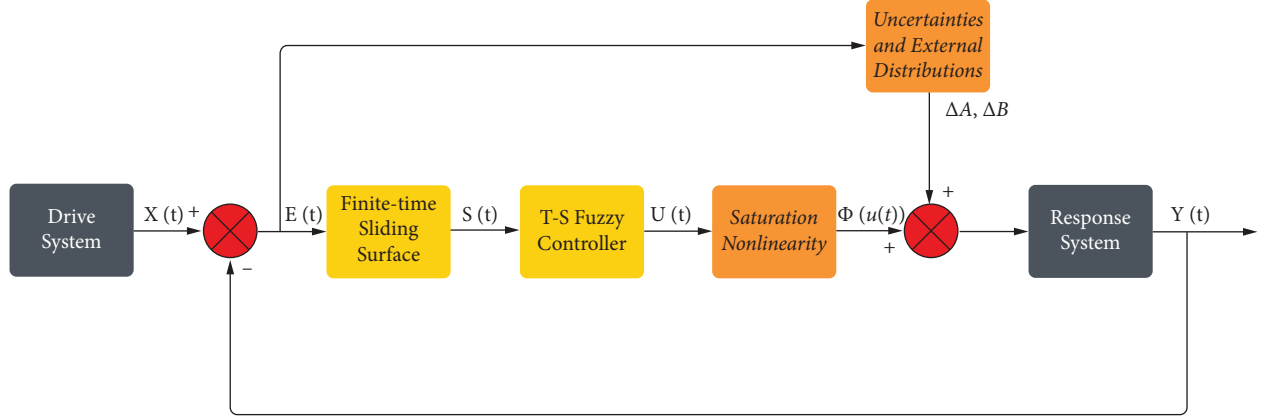 Uncertainties
and External
Distributions
ΔA, ΔB
Drive
System
X (t)
+
−
E (t)
Finite-time
Sliding
Surface
S (t)
T-S Fuzzy
Controller
U (t)
Saturation
Nonlinearity
Φ (u(t))
+
+
Response
System
Y (t)